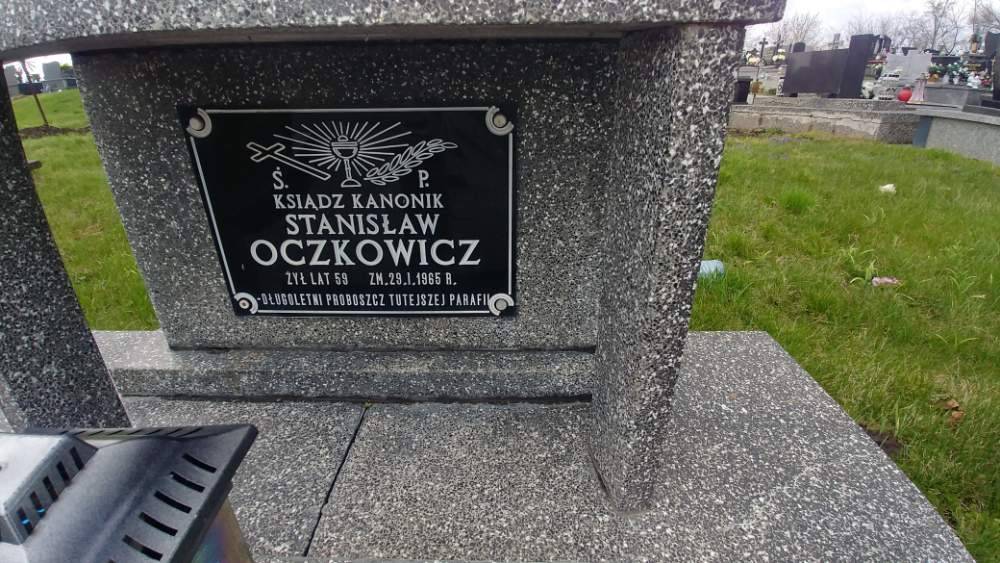 Ś. P.
KSIĄDZ KANONIK
STANISŁAW
OCZKOWICZ
ŻYŁ LAT 59 ZM.29.I.1965 R.
-DŁUGOLETNI PROBOSZCZ TUTEJSZEJ PARAFII